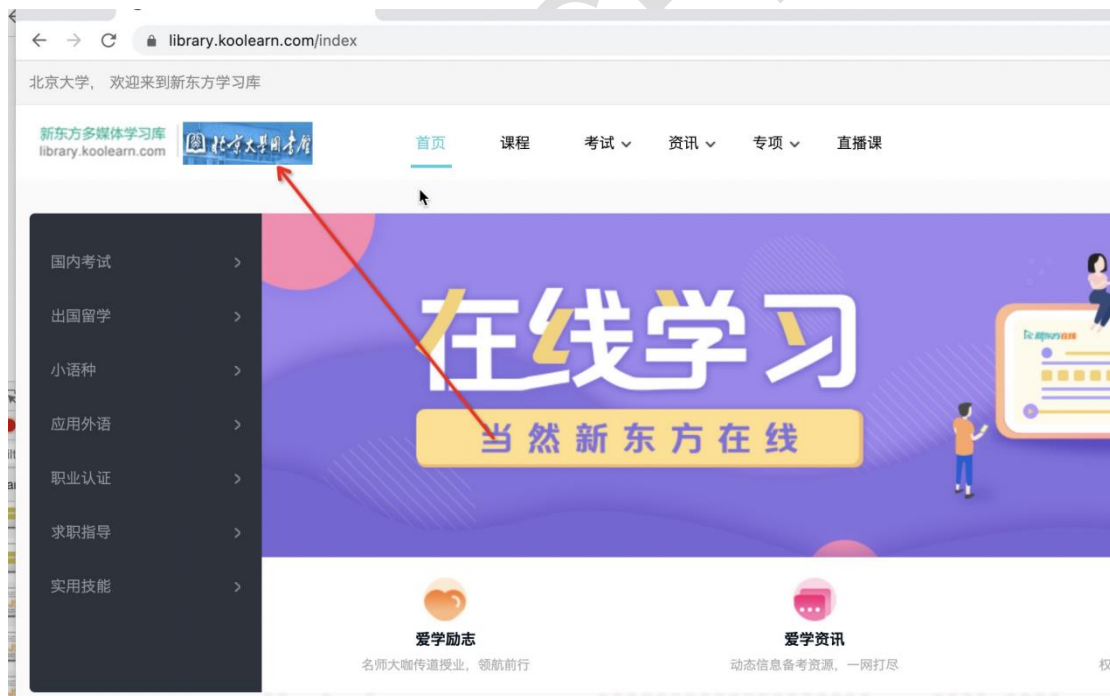 library.koolearn.com/index
北京大学， 欢迎来到新东方学习库
新东方多媒体学习库
library.koolearn.com
北京大学图书馆
首页 课程 考试 资讯 专项 直播课
国内考试
出国留学
小语种
应用外语
职业认证
求职指导
实用技能
在线学习
当然新东方在线
爱学励志
名师大咖传道授业，领航前行
爱学资讯
动态信息备考资源，一网打尽
权